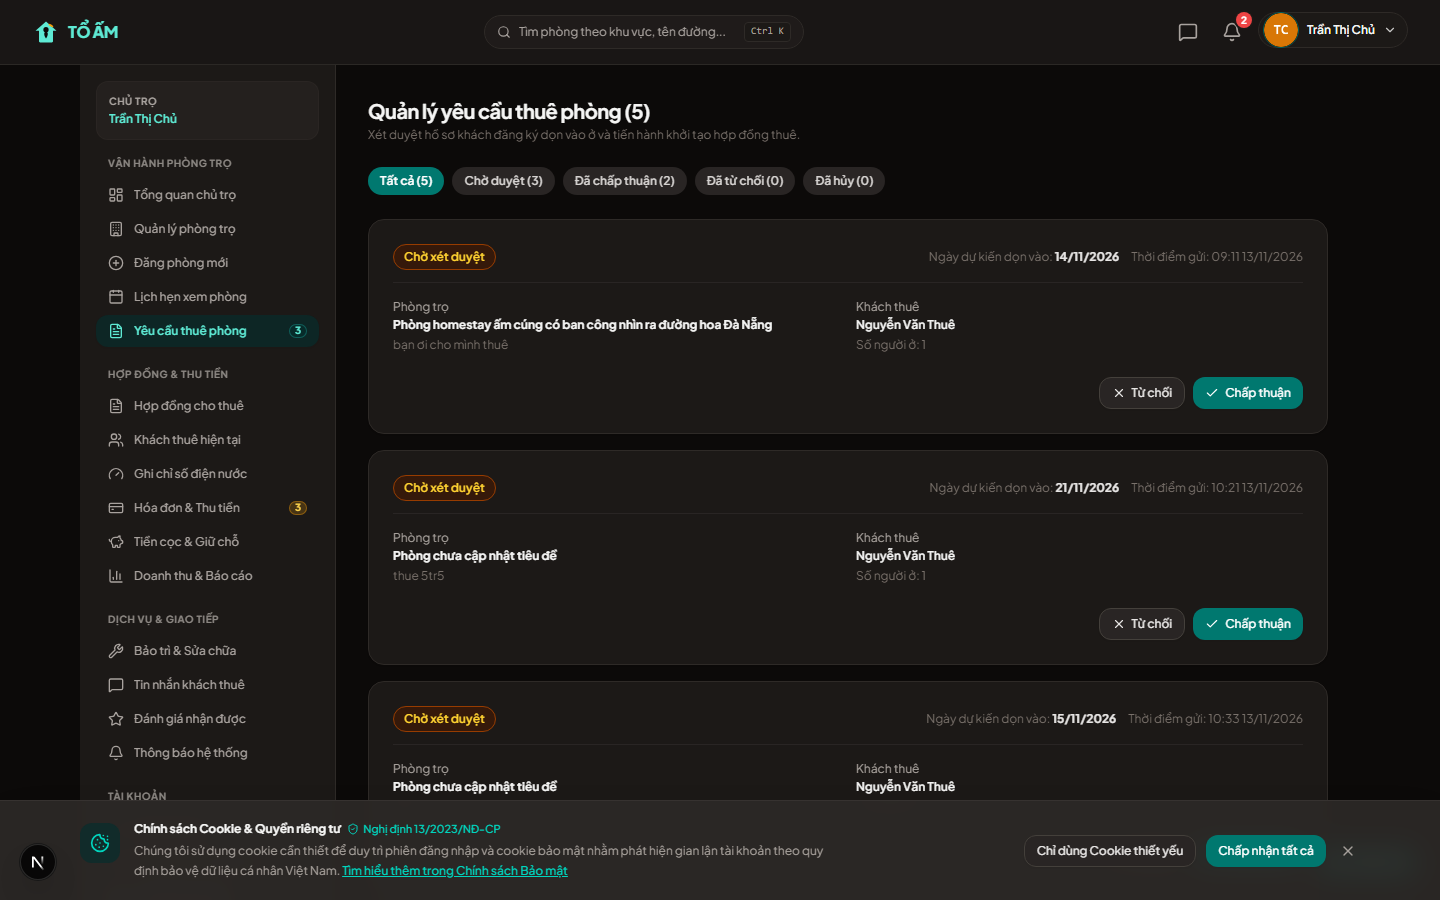 TỔ ẤM
Tìm phòng theo khu vực, tên đường...
Ctrl K
2
TC
Trần Thị Chủ
CHỦ TRỌ
Trần Thị Chủ
VẬN HÀNH PHÒNG TRỌ
Tổng quan chủ trọ
Quản lý phòng trọ
Đăng phòng mới
Lịch hẹn xem phòng
Yêu cầu thuê phòng 3
HỢP ĐỒNG & THU TIỀN
Hợp đồng cho thuê
Khách thuê hiện tại
Ghi chỉ số điện nước
Hóa đơn & Thu tiền 3
Tiền cọc & Giữ chỗ
Doanh thu & Báo cáo
DỊCH VỤ & GIAO TIẾP
Bảo trì & Sửa chữa
Tin nhắn khách thuê
Đánh giá nhận được
Thông báo hệ thống
TÀI KHOẢN
Quản lý yêu cầu thuê phòng (5)
Xét duyệt hồ sơ khách đăng ký dọn vào ở và tiến hành khởi tạo hợp đồng thuê.
Tất cả (5) Chờ duyệt (3) Đã chấp thuận (2) Đã từ chối (0) Đã hủy (0)
Chờ xét duyệt Ngày dự kiến dọn vào: 14/11/2026 Thời điểm gửi: 09:11 13/11/2026
Phòng trọ Khách thuê
Phòng homestay ấm cúng có ban công nhìn ra đường hoa Đà Nẵng Nguyễn Văn Thuê
bạn ơi cho mình thuê Số người ở: 1
Từ chối Chấp thuận
Chờ xét duyệt Ngày dự kiến dọn vào: 21/11/2026 Thời điểm gửi: 10:21 13/11/2026
Phòng trọ Khách thuê
Phòng chưa cập nhật tiêu đề Nguyễn Văn Thuê
thue 5tr5 Số người ở: 1
Từ chối Chấp thuận
Chờ xét duyệt Ngày dự kiến dọn vào: 15/11/2026 Thời điểm gửi: 10:33 13/11/2026
Phòng trọ Khách thuê
Phòng chưa cập nhật tiêu đề Nguyễn Văn Thuê
Chính sách Cookie & Quyền riêng tư Nghị định 13/2023/NĐ-CP
Chúng tôi sử dụng cookie cần thiết để duy trì phiên đăng nhập và cookie bảo mật nhằm phát hiện gian lận tài khoản theo quy
định bảo vệ dữ liệu cá nhân Việt Nam. Tìm hiểu thêm trong Chính sách Bảo mật
Chỉ dùng Cookie thiết yếu Chấp nhận tất cả
N